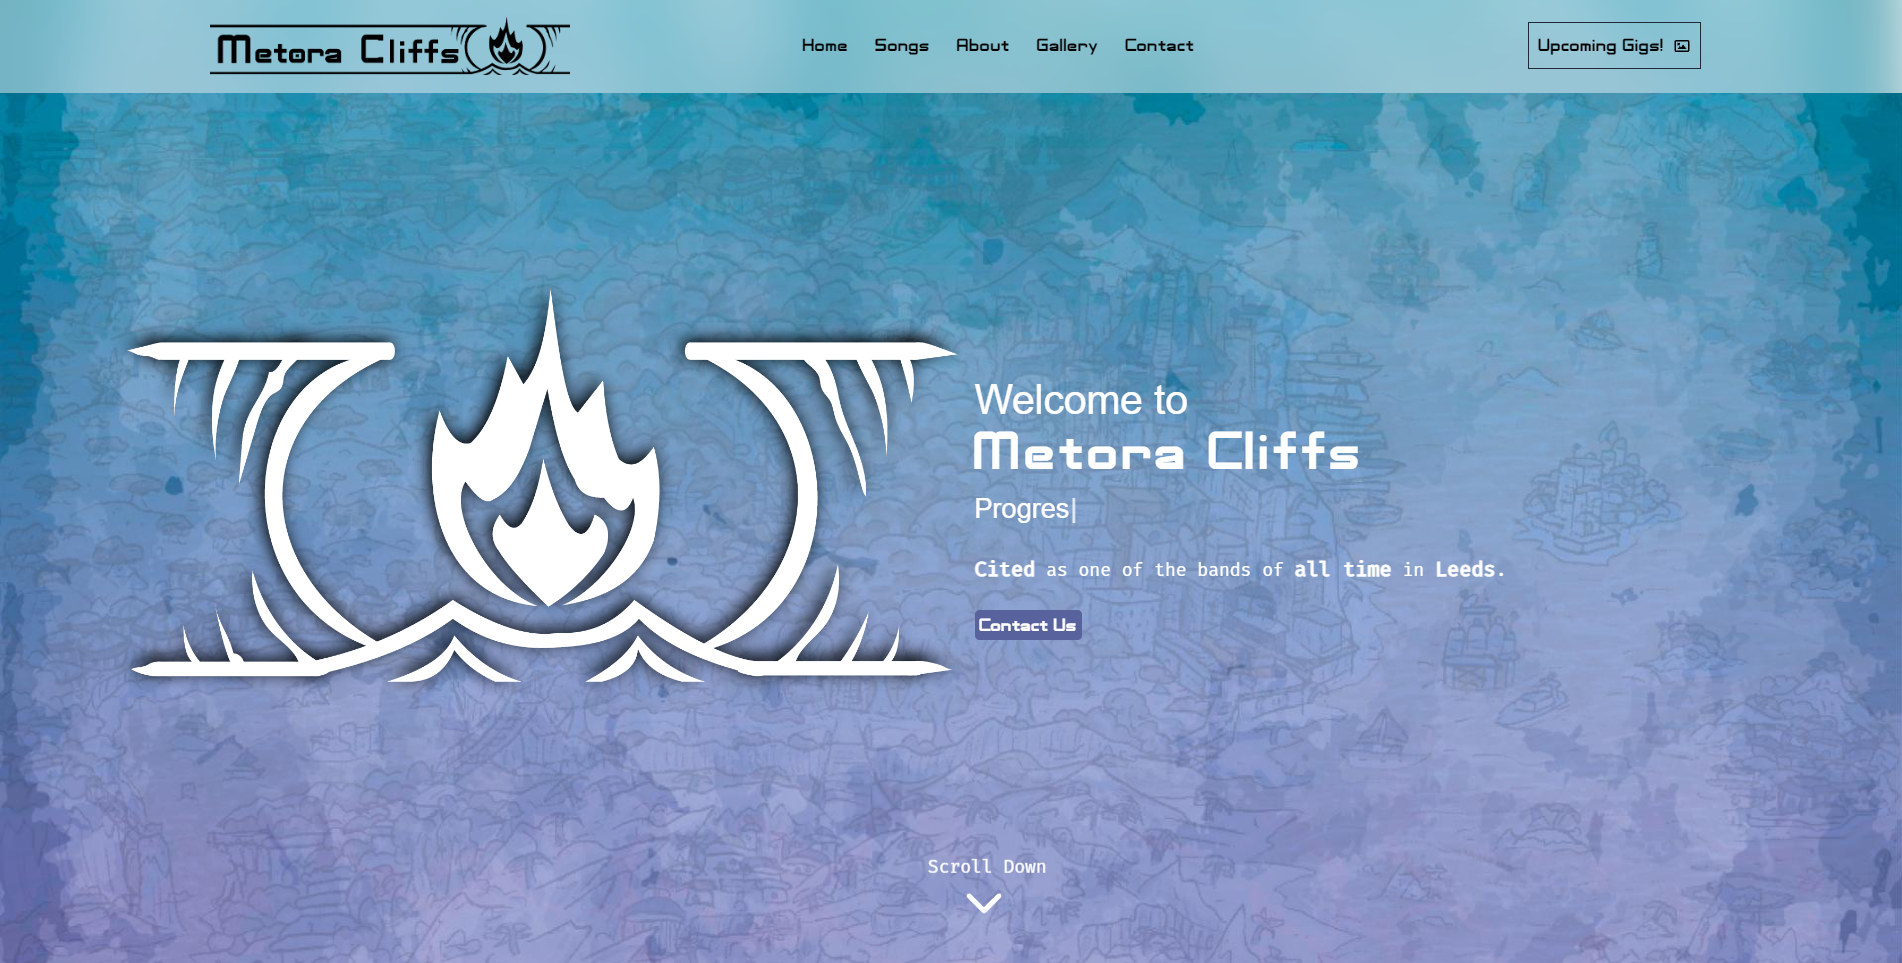 Metora Cliffs
Home Songs About Gallery Contact
Upcoming Gigs!
Welcome to
Metora Cliffs
Progres|
Cited as one of the bands of all time in Leeds.
Contact Us
Scroll Down